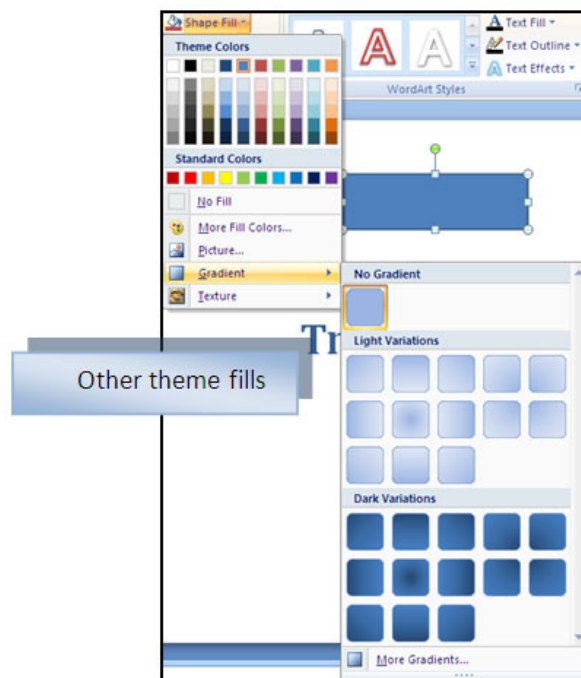 Shape Fill
Text Fill
Text Outline
Text Effects
Theme Colors
WordArt Styles
Standard Colors
No Fill
More Fill Colors...
Picture...
Gradient
Texture
No Gradient
Tr
Light Variations
Other theme fills
Dark Variations
More Gradients...